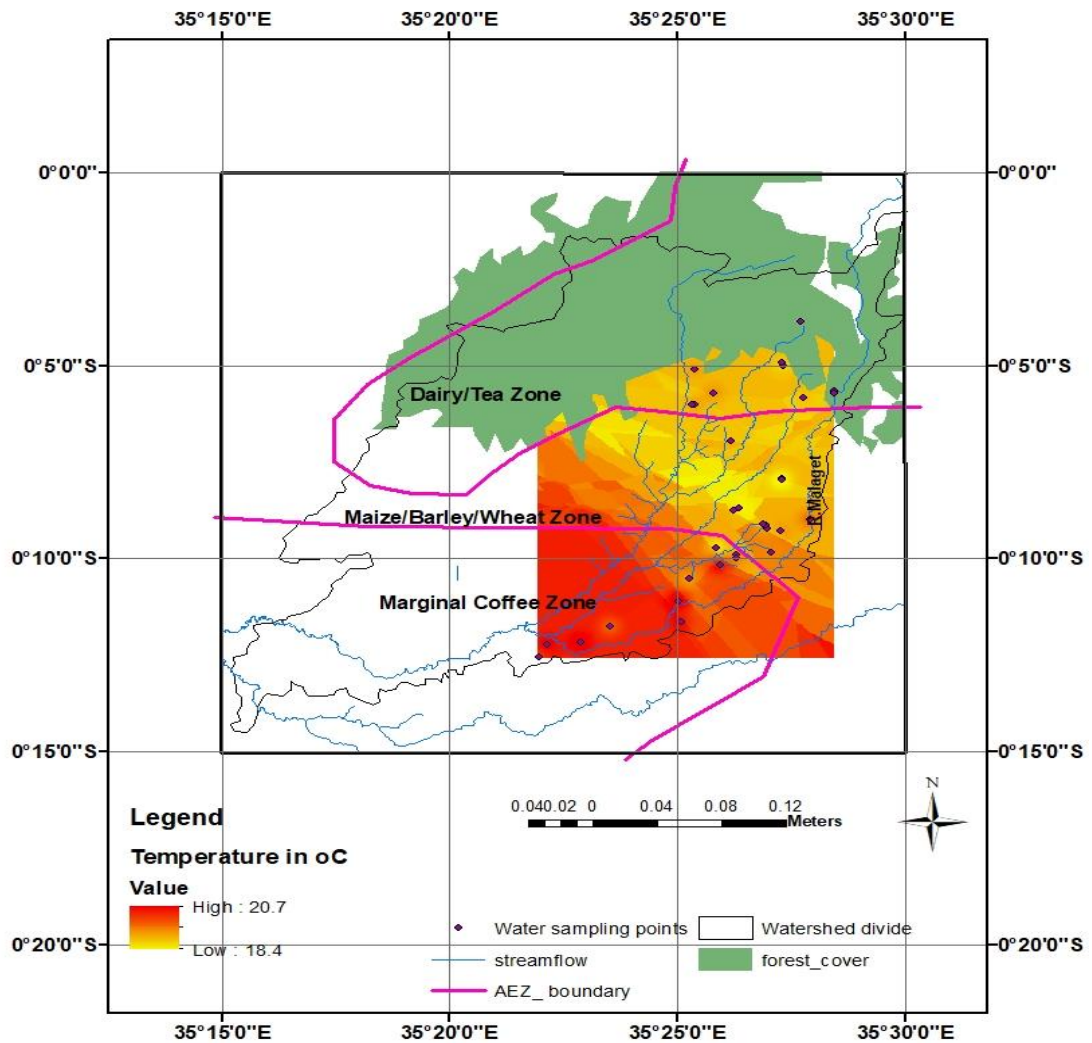 35°15'0"E 35°20'0"E 35°25'0"E 35°30'0"E
0°0'0" 0°0'0"
0°5'0"S 0°5'0"S
Dairy/Tea Zone
R.Malaget
Maize/Barley/Wheat Zone
0°10'0"S 0°10'0"S
Marginal Coffee Zone
0°15'0"S 0°15'0"S
N
0.040.02 0 0.04 0.08 0.12
Meters
Legend
Temperature in oC
Value
High : 20.7
Low : 18.4
Water sampling points Watershed divide
streamflow forest_cover
AEZ_ boundary
0°20'0"S 0°20'0"S
35°15'0"E 35°20'0"E 35°25'0"E 35°30'0"E